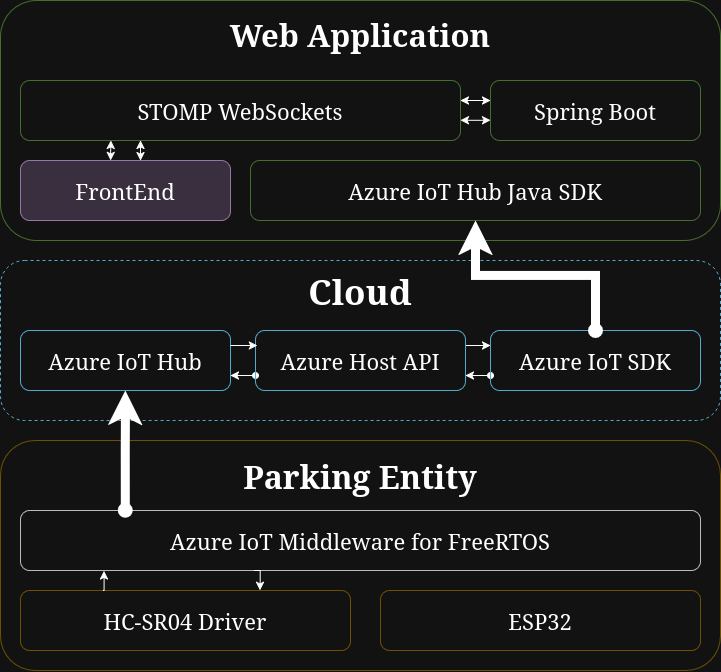 Web Application
STOMP WebSockets
Spring Boot
FrontEnd
Azure IoT Hub Java SDK
Cloud
Azure IoT Hub
Azure Host API
Azure IoT SDK
Parking Entity
Azure IoT Middleware for FreeRTOS
HC-SR04 Driver
ESP32